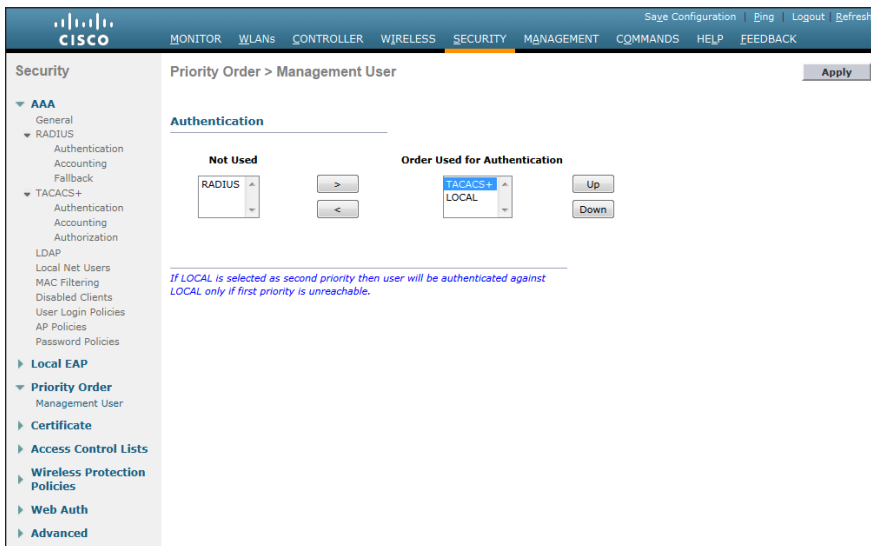 Save Configuration | Ping | Logout | Refresh
CISCO
MONITOR WLANs CONTROLLER WIRELESS SECURITY MANAGEMENT COMMANDS HELP FEEDBACK
Security
AAA
General
RADIUS
Authentication
Accounting
Fallback
TACACS+
Authentication
Accounting
Authorization
LDAP
Local Net Users
MAC Filtering
Disabled Clients
User Login Policies
AP Policies
Password Policies
Local EAP
Priority Order
Management User
Certificate
Access Control Lists
Wireless Protection
Policies
Web Auth
Advanced
Priority Order > Management User
Apply
Authentication
Not Used
RADIUS
>
<
Order Used for Authentication
TACACS+
LOCAL
Up
Down
If LOCAL is selected as second priority then user will be authenticated against
LOCAL only if first priority is unreachable.